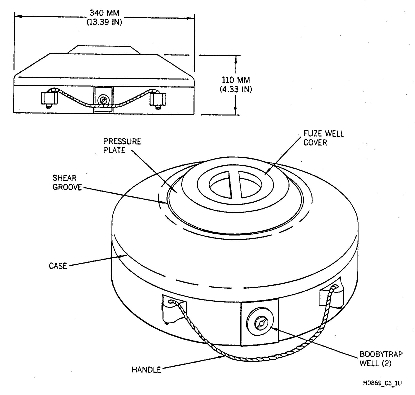 340 MM
(13.39 IN)
110 MM
(4.33 IN)
PRESSURE
PLATE
FUZE WELL
COVER
SHEAR
GROOVE
CASE
HANDLE
BOOBYTRAP
WELL (2)